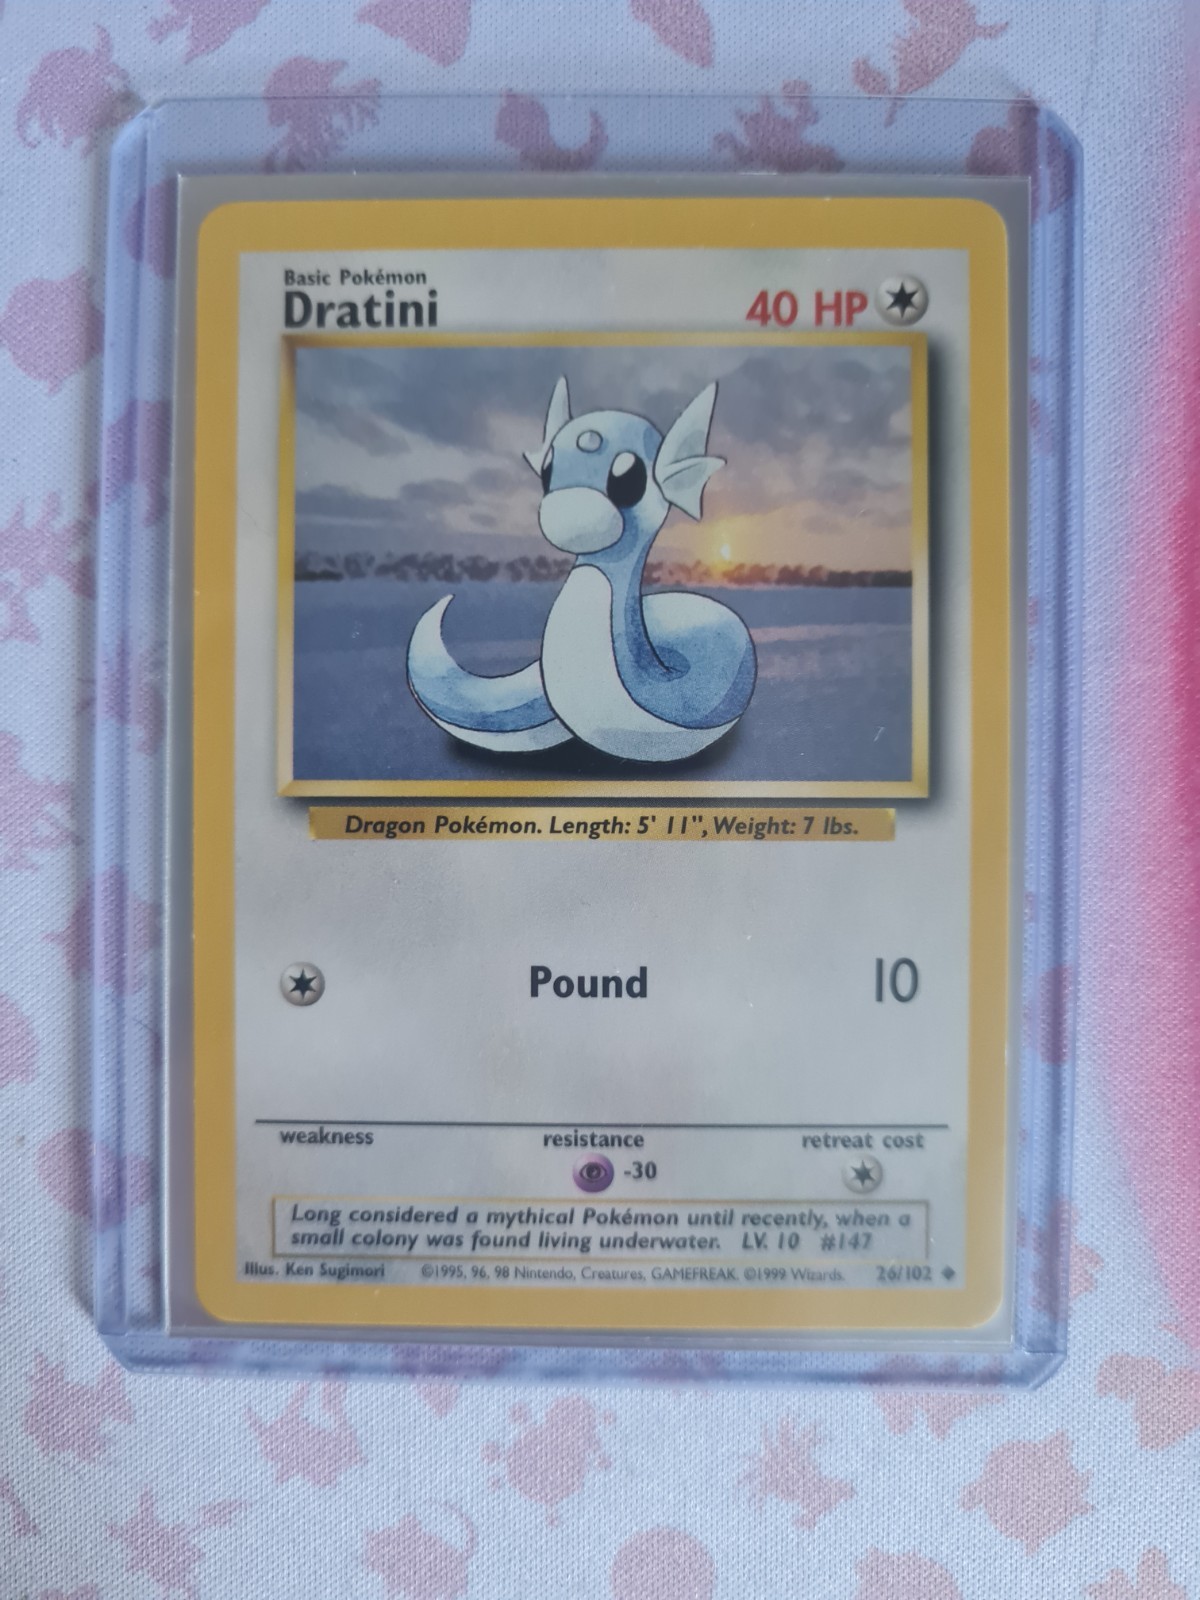 Basic Pokémon
Dratini
40 HP
Dragon Pokémon. Length: 5' 11", Weight: 7 lbs.
Pound 10
weakness resistance retreat cost
-30
Long considered a mythical Pokémon until recently, when a
small colony was found living underwater. LV. 10 #147
Illus. Ken Sugimori ©1995, 96, 98 Nintendo, Creatures, GAMEFREAK. ©1999 Wizards. 26/102